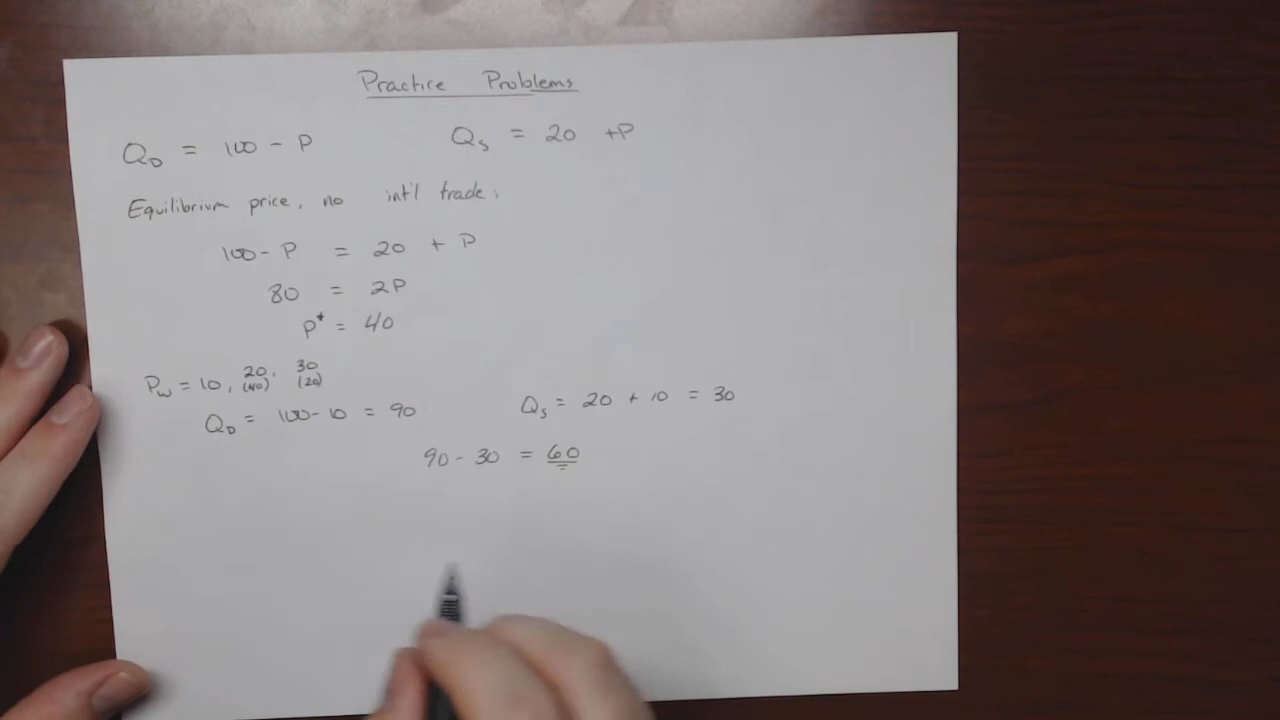 Practice Problems
Q_D = 100 - P Q_S = 20 + P
Equilibrium price, no int'l trade:
100 - P = 20 + P
80 = 2P
P* = 40
P_W = 10, 20, 30
(40) (20)
Q_D = 100 - 10 = 90 Q_S = 20 + 10 = 30
90 - 30 = 60